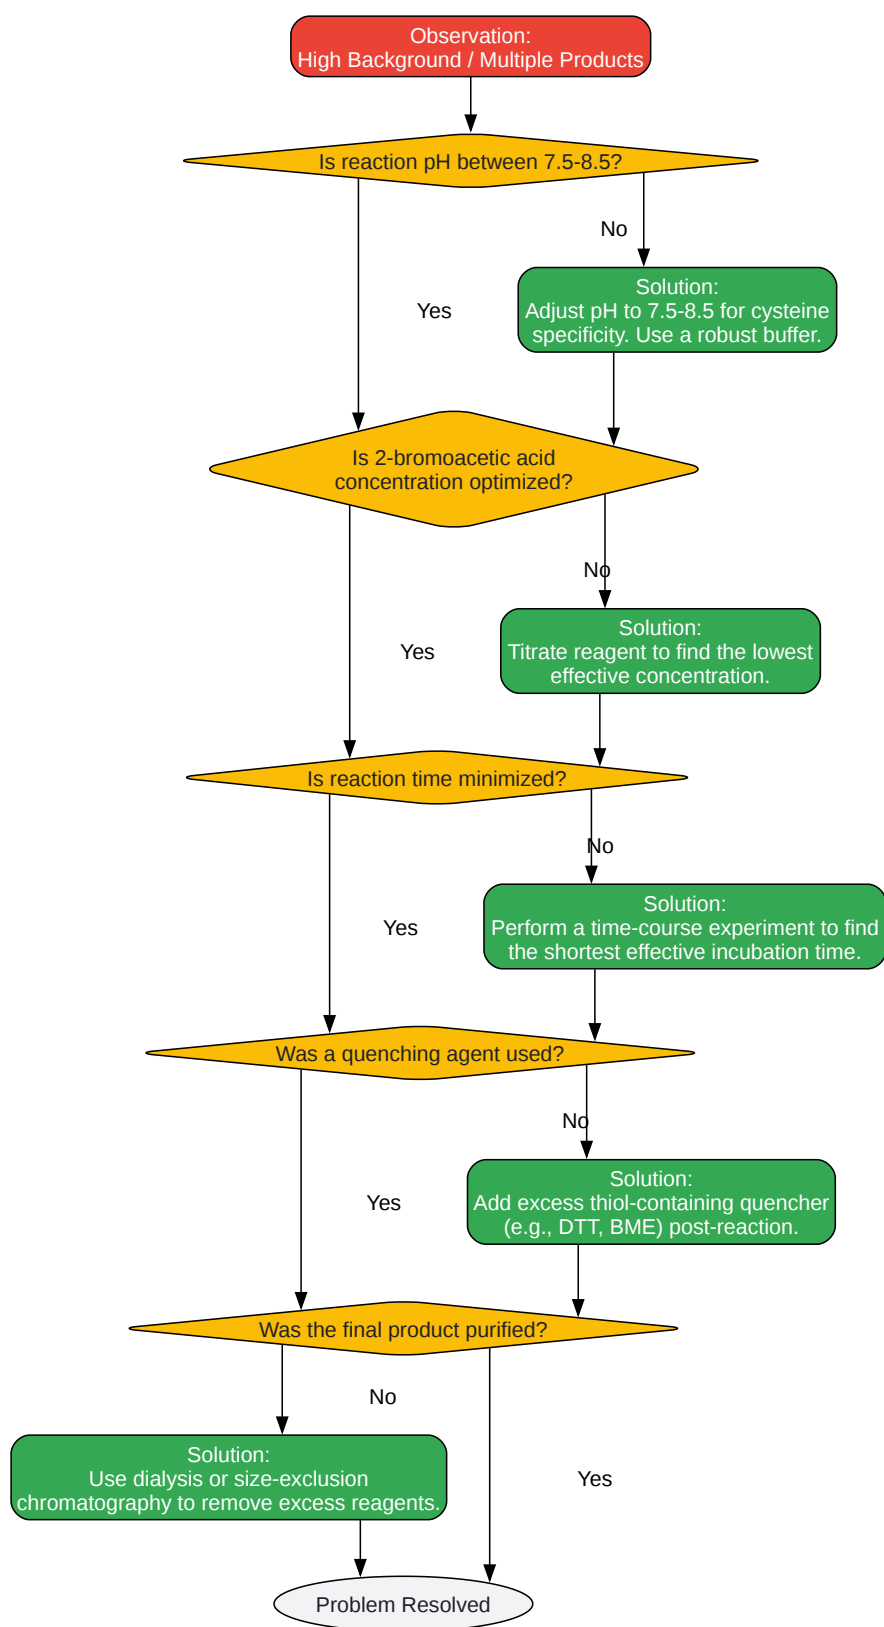 Observation:
High Background / Multiple Products
Is reaction pH between 7.5-8.5?
No
Solution:
Adjust pH to 7.5-8.5 for cysteine
specificity. Use a robust buffer.
Yes
Is 2-bromoacetic acid
concentration optimized?
No
Solution:
Titrate reagent to find the lowest
effective concentration.
Yes
Is reaction time minimized?
No
Solution:
Perform a time-course experiment to find
the shortest effective incubation time.
Yes
Was a quenching agent used?
No
Solution:
Add excess thiol-containing quencher
(e.g., DTT, BME) post-reaction.
Yes
Was the final product purified?
No
Solution:
Use dialysis or size-exclusion
chromatography to remove excess reagents.
Yes
Problem Resolved